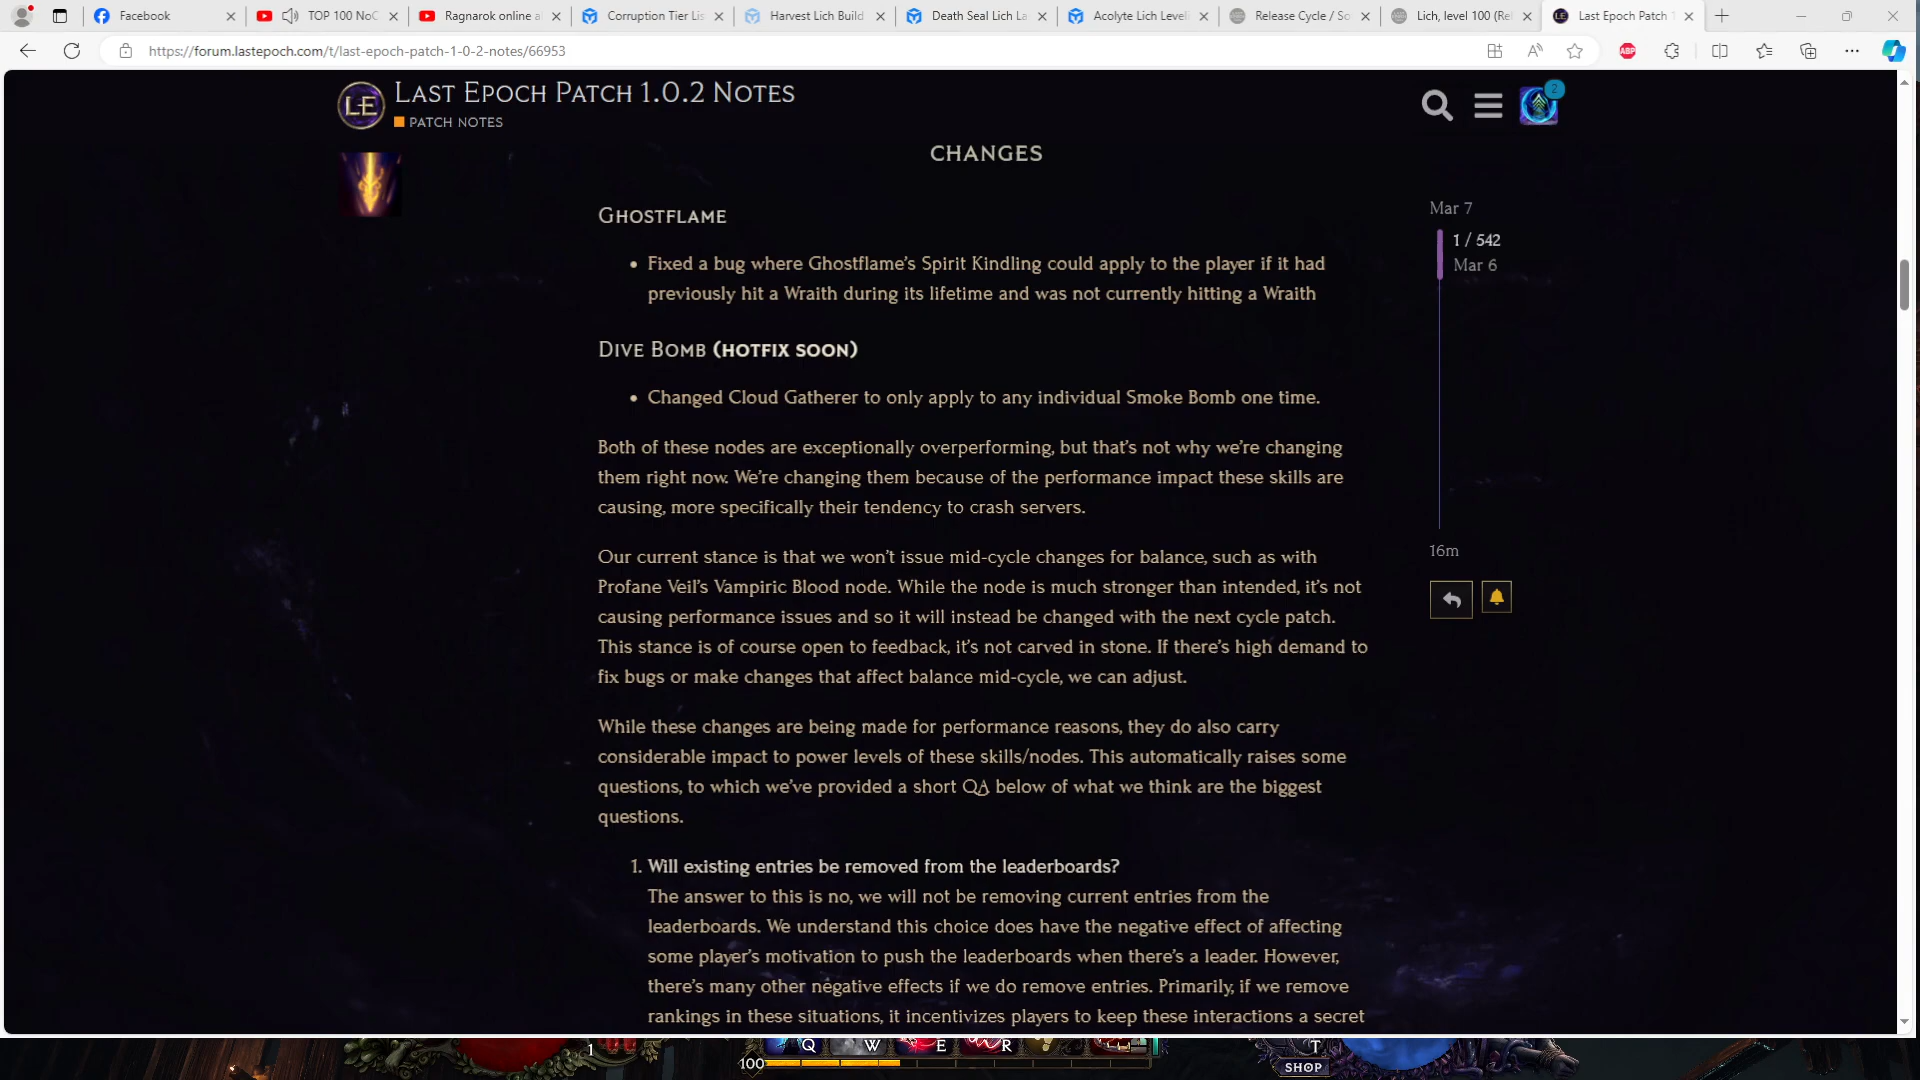 Facebook
TOP 100 NoC
Ragnarok online a
Corruption Tier Lis
Harvest Lich Build
Death Seal Lich La
Acolyte Lich Leveli
Release Cycle / So
Lich, level 100 (Re
Last Epoch Patch 1
https://forum.lastepoch.com/t/last-epoch-patch-1-0-2-notes/66953
ABP
LE
Last Epoch Patch 1.0.2 Notes
PATCH NOTES
2
CHANGES
Ghostflame
• Fixed a bug where Ghostflame's Spirit Kindling could apply to the player if it had
previously hit a Wraith during its lifetime and was not currently hitting a Wraith
Dive Bomb (HOTFIX SOON)
• Changed Cloud Gatherer to only apply to any individual Smoke Bomb one time.
Both of these nodes are exceptionally overperforming, but that's not why we're changing
them right now. We're changing them because of the performance impact these skills are
causing, more specifically their tendency to crash servers.
Our current stance is that we won't issue mid-cycle changes for balance, such as with
Profane Veil's Vampiric Blood node. While the node is much stronger than intended, it's not
causing performance issues and so it will instead be changed with the next cycle patch.
This stance is of course open to feedback, it's not carved in stone. If there's high demand to
fix bugs or make changes that affect balance mid-cycle, we can adjust.
While these changes are being made for performance reasons, they do also carry
considerable impact to power levels of these skills/nodes. This automatically raises some
questions, to which we've provided a short QA below of what we think are the biggest
questions.
1. Will existing entries be removed from the leaderboards?
The answer to this is no, we will not be removing current entries from the
leaderboards. We understand this choice does have the negative effect of affecting
some player's motivation to push the leaderboards when there's a leader. However,
there's many other negative effects if we do remove entries. Primarily, if we remove
rankings in these situations, it incentivizes players to keep these interactions a secret
Mar 7
1 / 542
Mar 6
16m
1
100
Q
W
E
R
T
SHOP